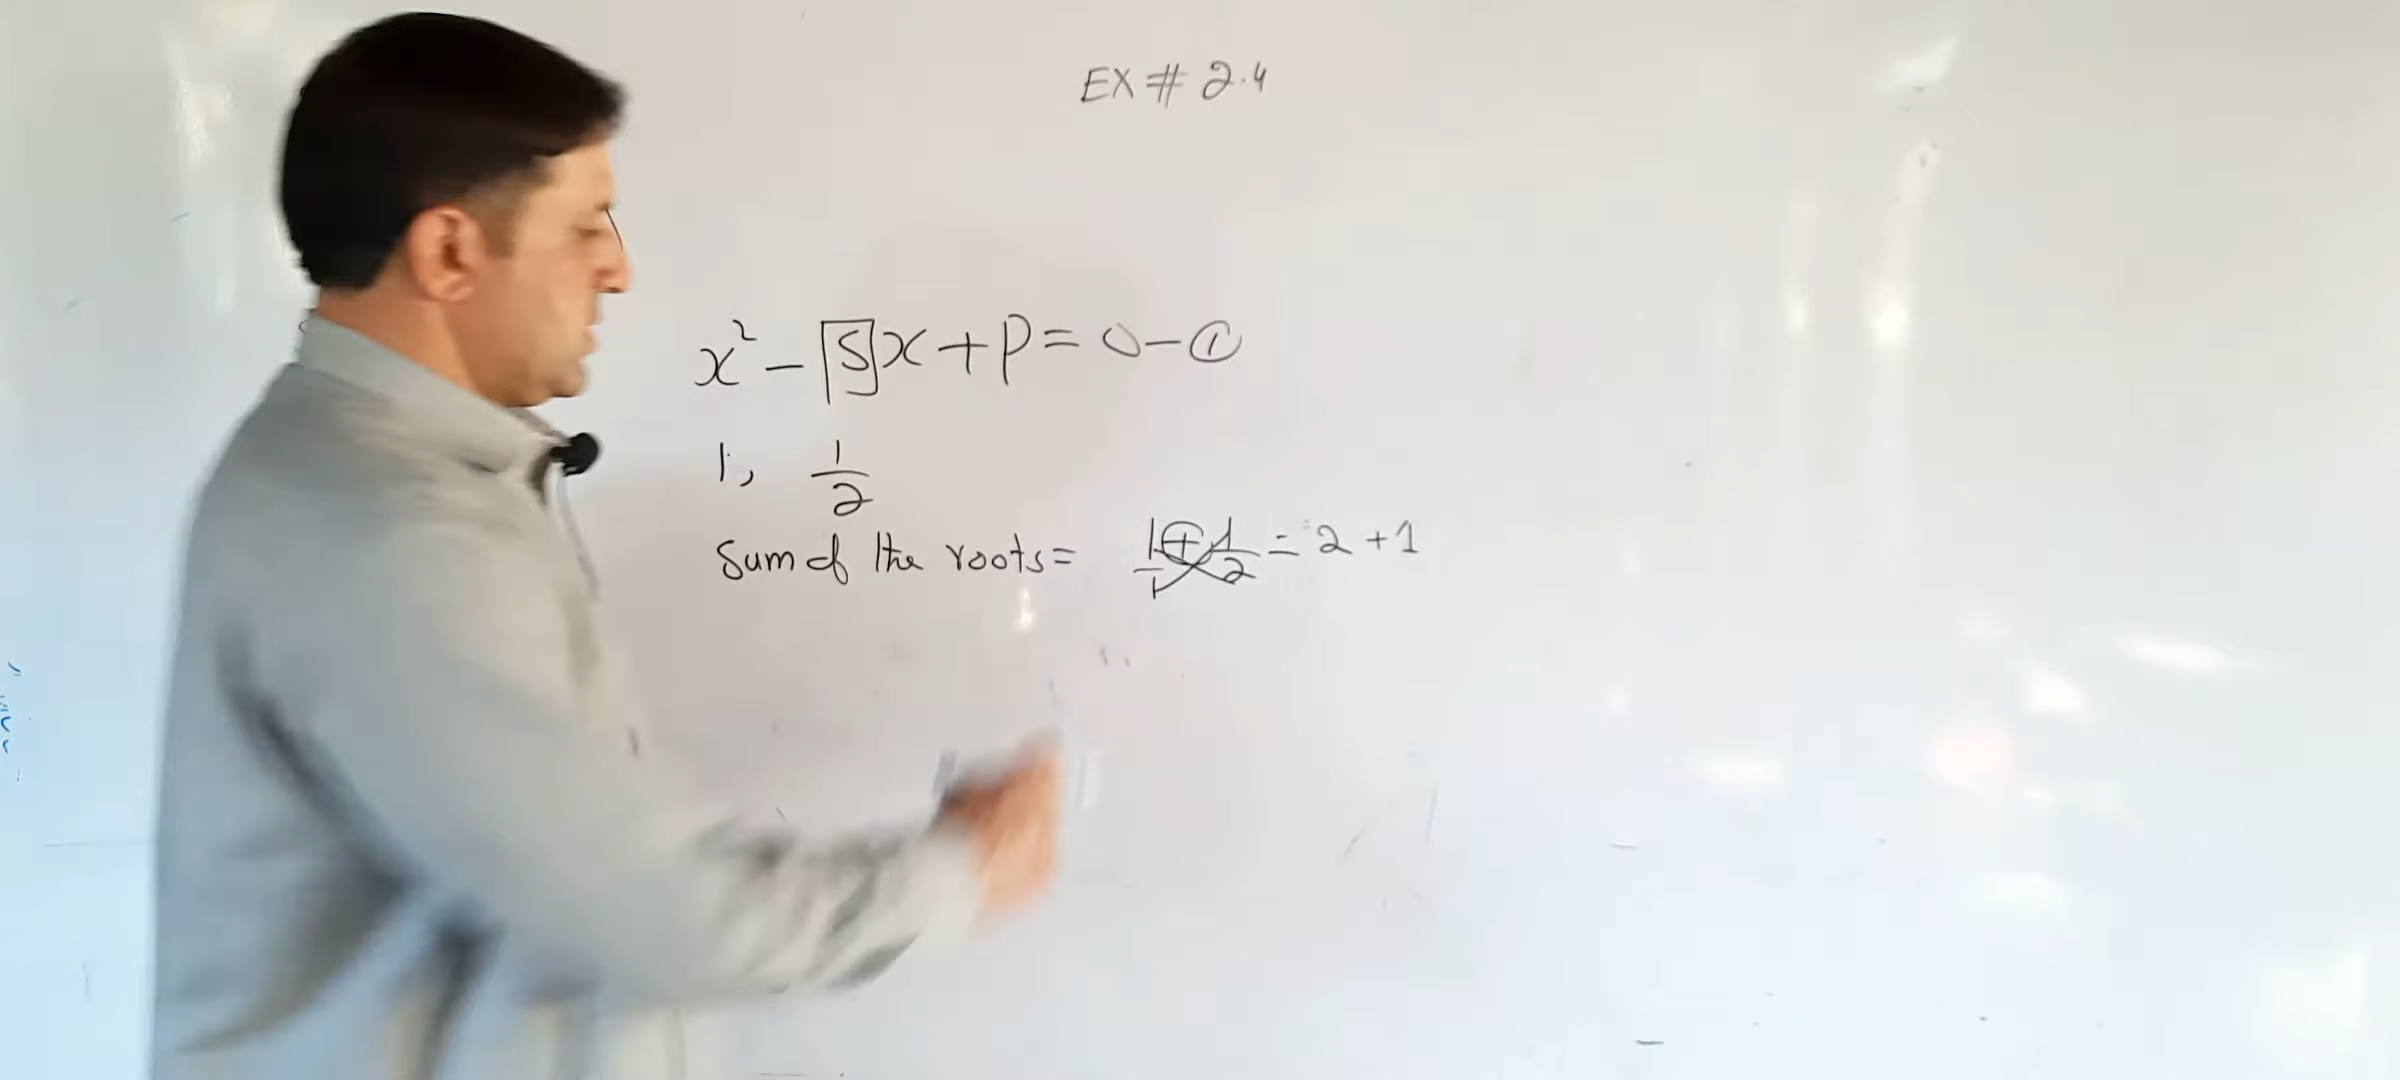 EX # 2.4
x² - Sx + P = 0 - ①
1, 1/2
Sum of the roots = 1/1 + 1/2 = 2 + 1